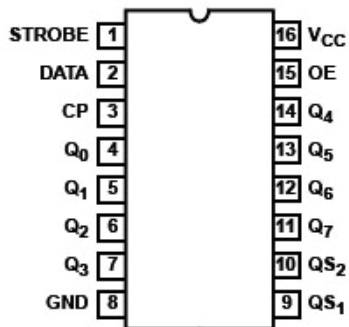 STROBE 1 16 VCC
DATA 2 15 OE
CP 3 14 Q4
Q0 4 13 Q5
Q1 5 12 Q6
Q2 6 11 Q7
Q3 7 10 QS2
GND 8 9 QS1